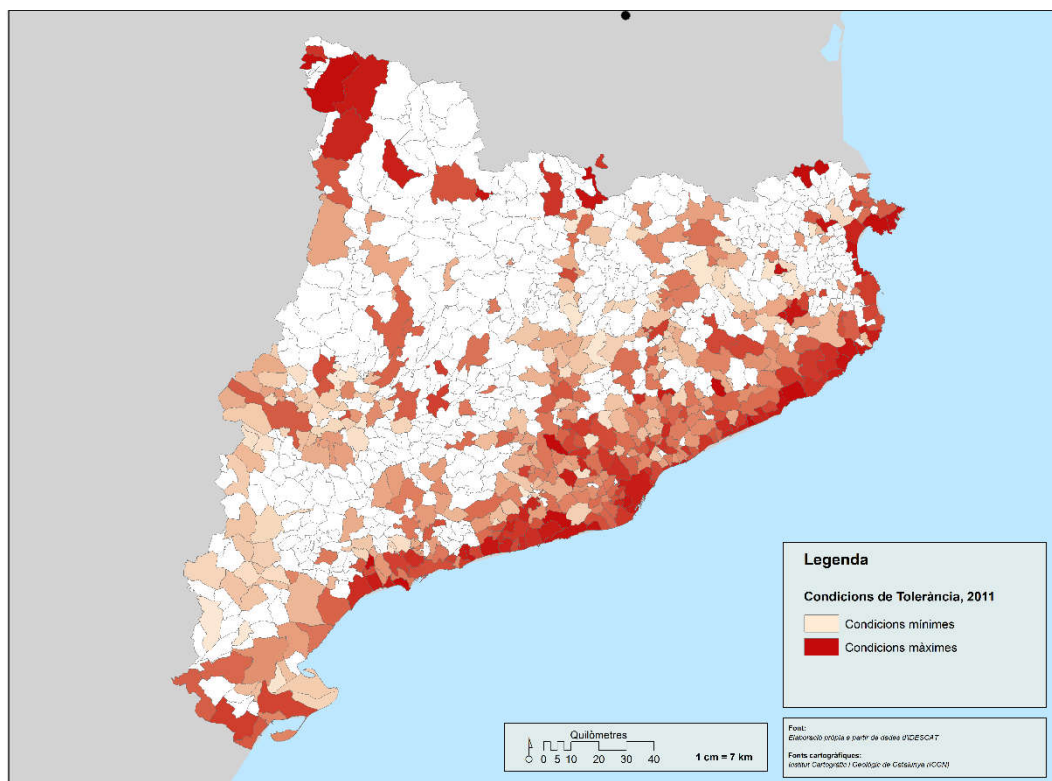 Legenda
Condicions de Tolerància, 2011
Condicions mínimes
Condicions màximes
Quilòmetres
0 5 10 20 30 40
1 cm = 7 km
Font:
Elaboració pròpia a partir de dades d'IDESCAT
Fonts cartogràfiques:
Institut Cartogràfic i Geològic de Catalunya (ICCN)